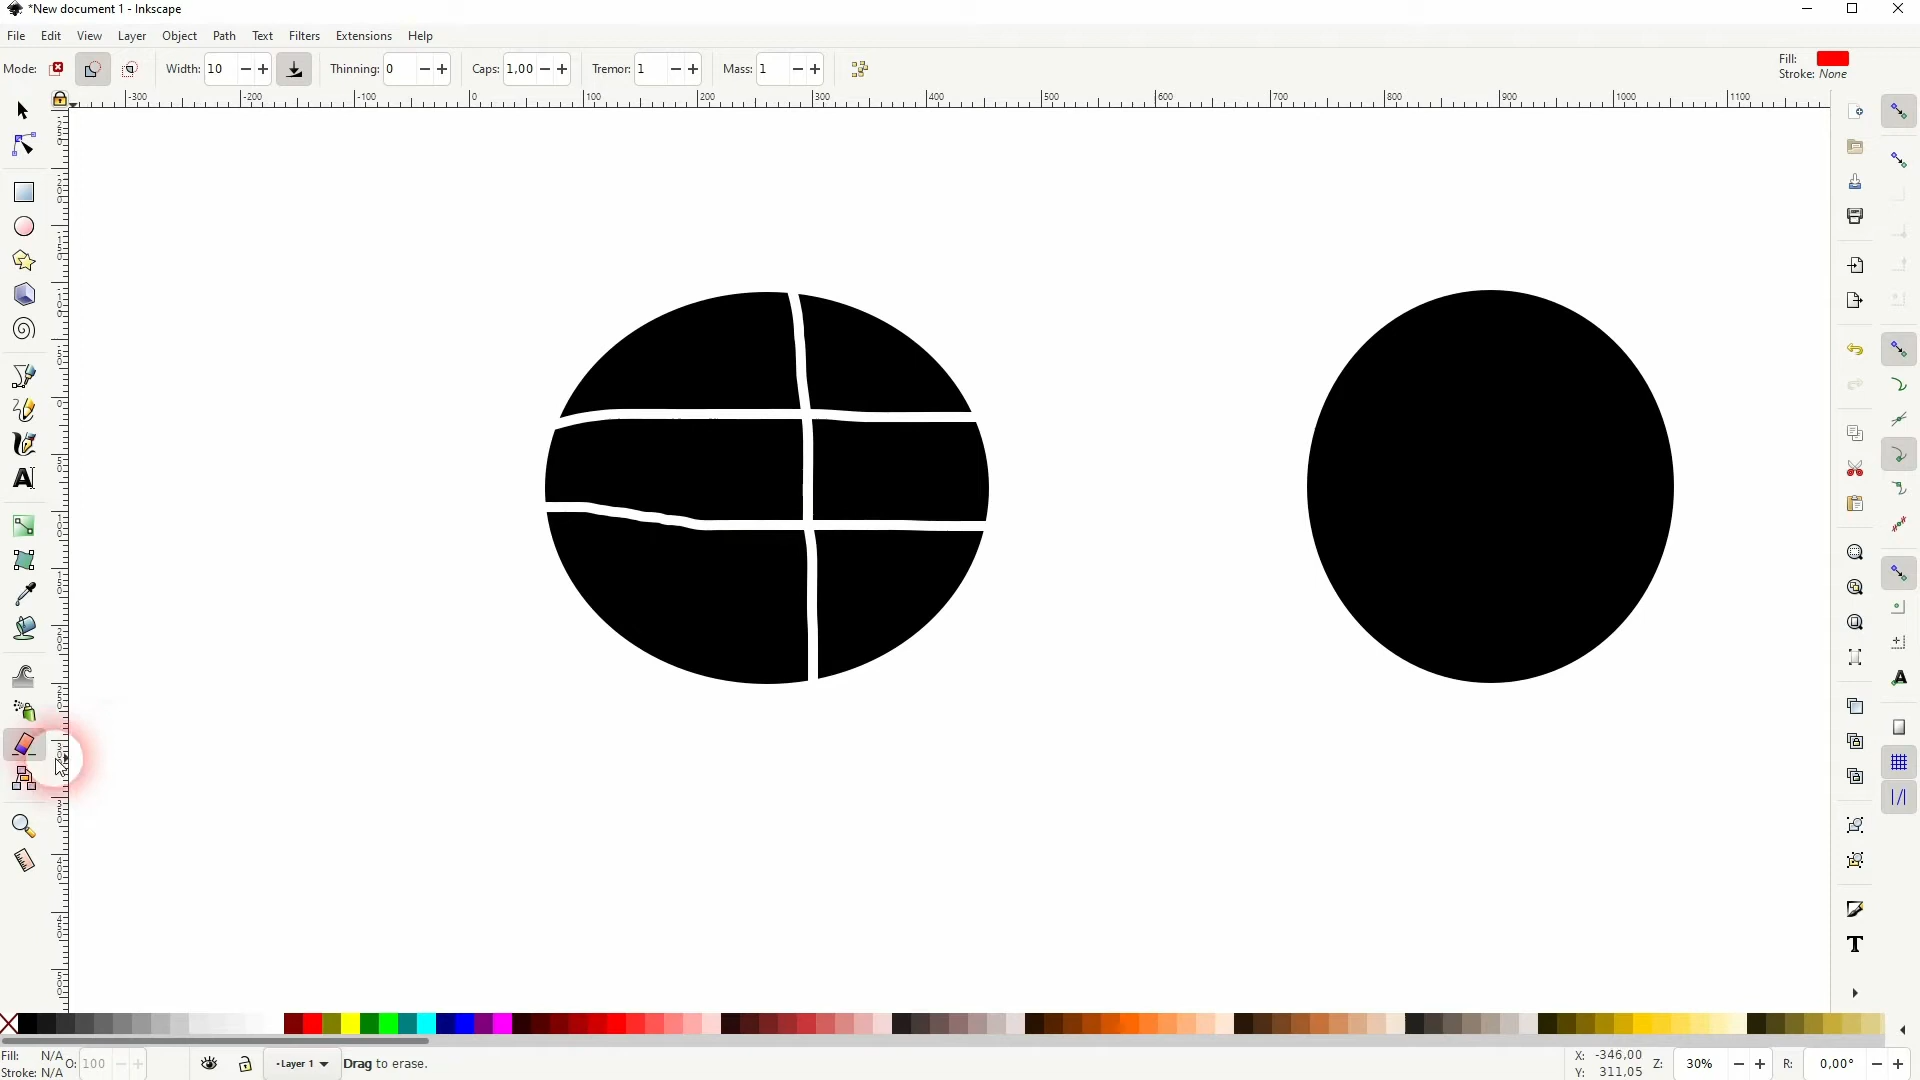 *New document 1 - Inkscape
File Edit View Layer Path Object Text Filters Extensions Help
Mode: Width: 10 Thinning: 0 Caps: 1,00 Tremor: 1 Mass: 1 Fill:
Stroke: None
-300 -200 -100 0 100 200 300 400 500 600 700 800 900 1000 1100
Fill: N/A O: 100 Layer 1 Drag to erase. X: -346,00 Z: 30% R: 0,00°
Stroke: N/A Y: 311,05